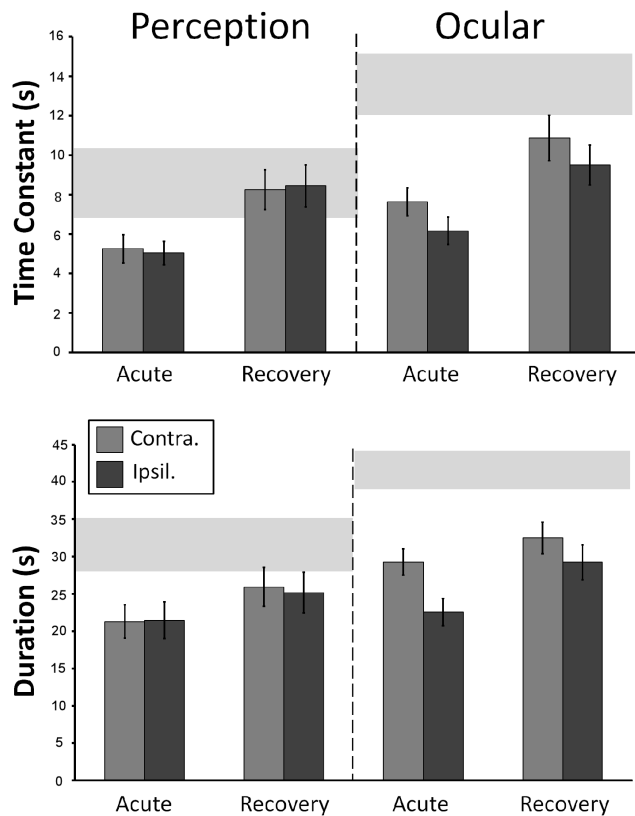 Perception
Ocular
Time Constant (s)
16
14
12
10
8
6
4
2
0
Acute
Recovery
Acute
Recovery
Contra.
Ipsil.
Duration (s)
45
40
35
30
25
20
15
10
5
0
Acute
Recovery
Acute
Recovery